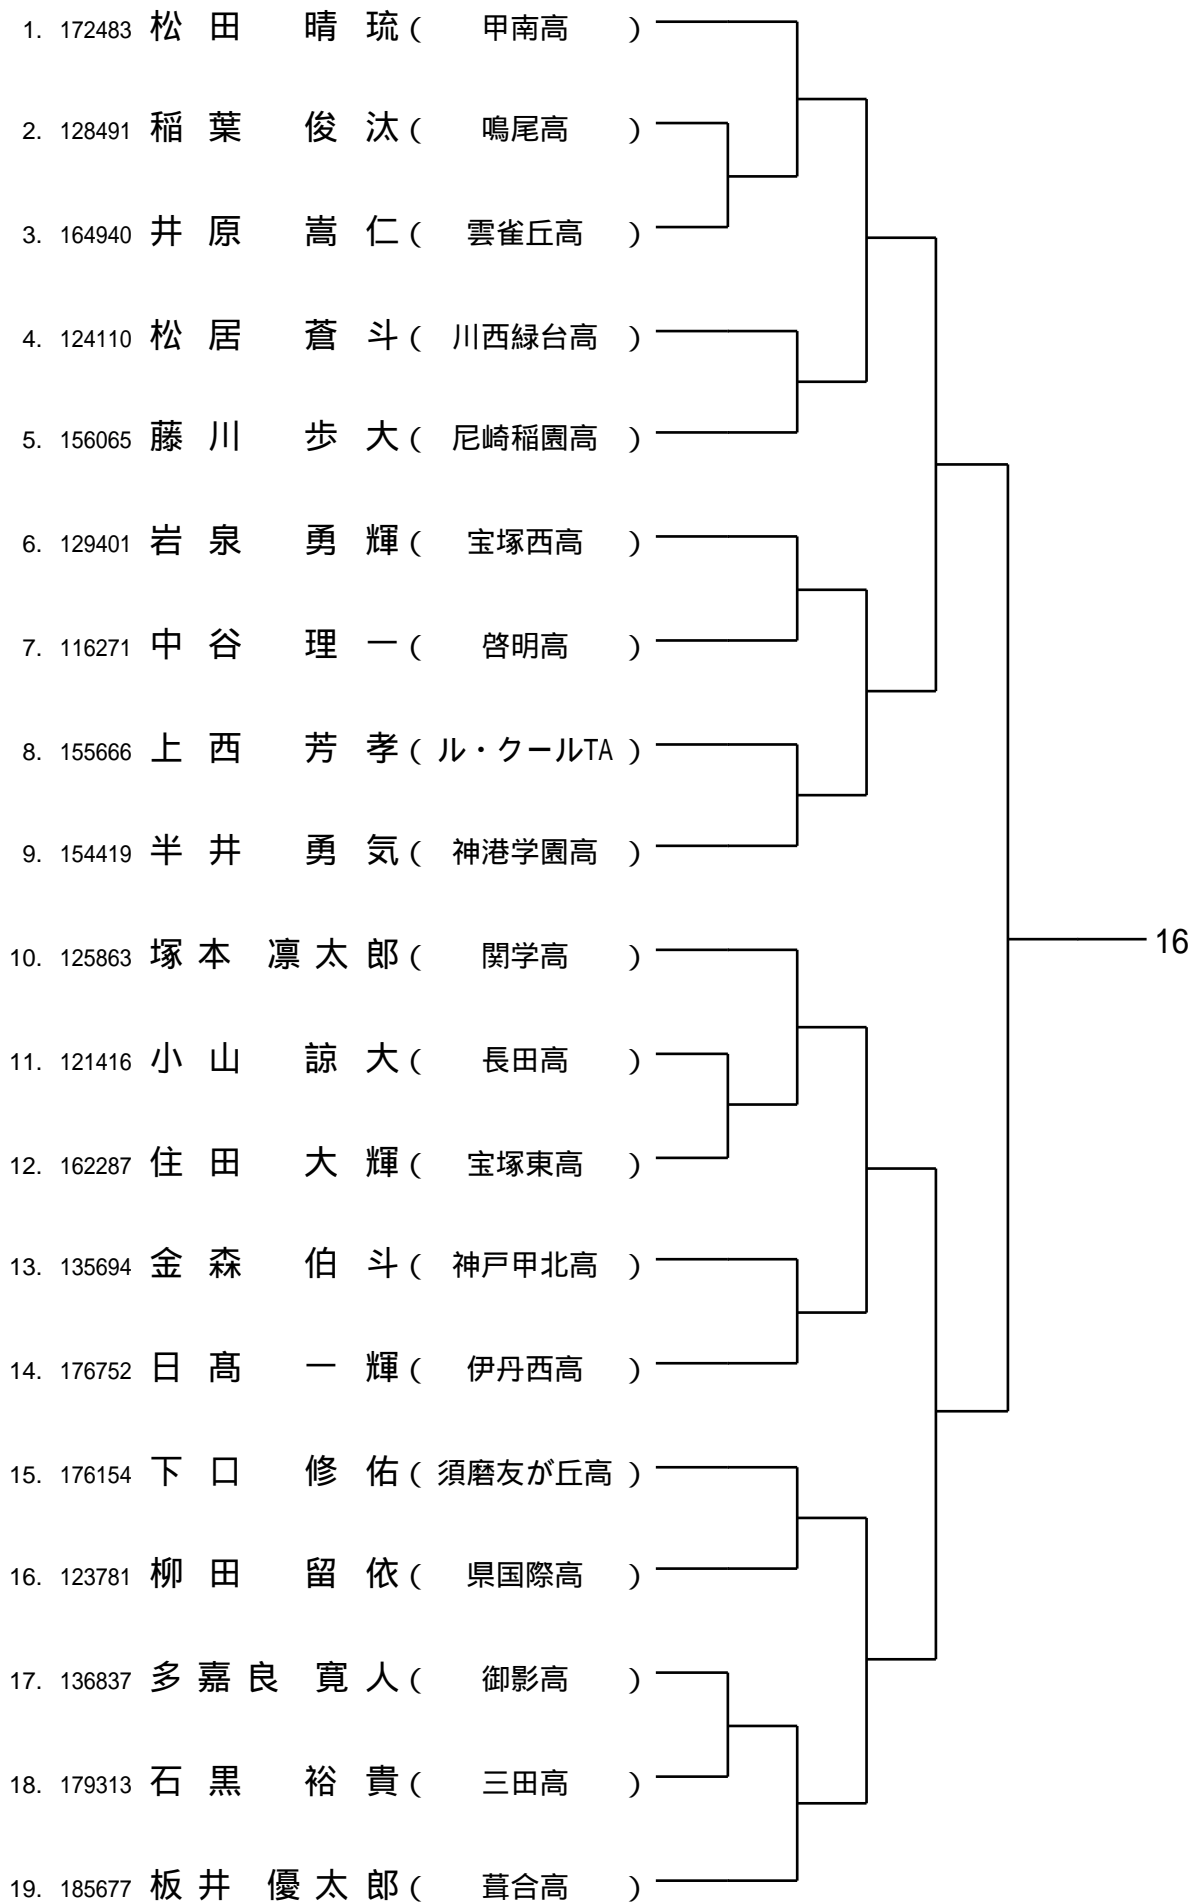 1. 172483 松田 晴琉 ( 甲南高 )
2. 128491 稲葉 俊汰 ( 鳴尾高 )
3. 164940 井原 嵩仁 ( 雲雀丘高 )
4. 124110 松居 蒼斗 ( 川西緑台高 )
5. 156065 藤川 歩大 ( 尼崎稲園高 )
6. 129401 岩泉 勇輝 ( 宝塚西高 )
7. 116271 中谷 理一 ( 啓明高 )
8. 155666 上西 芳孝 ( ル・クールTA )
9. 154419 半井 勇気 ( 神港学園高 )
10. 125863 塚本 凛太郎 ( 関学高 )
16
11. 121416 小山 諒大 ( 長田高 )
12. 162287 住田 大輝 ( 宝塚東高 )
13. 135694 金森 伯斗 ( 神戸甲北高 )
14. 176752 日髙 一輝 ( 伊丹西高 )
15. 176154 下口 修佑 ( 須磨友が丘高 )
16. 123781 柳田 留依 ( 県国際高 )
17. 136837 多嘉良 寛人 ( 御影高 )
18. 179313 石黒 裕貴 ( 三田高 )
19. 185677 板井 優太郎 ( 葺合高 )